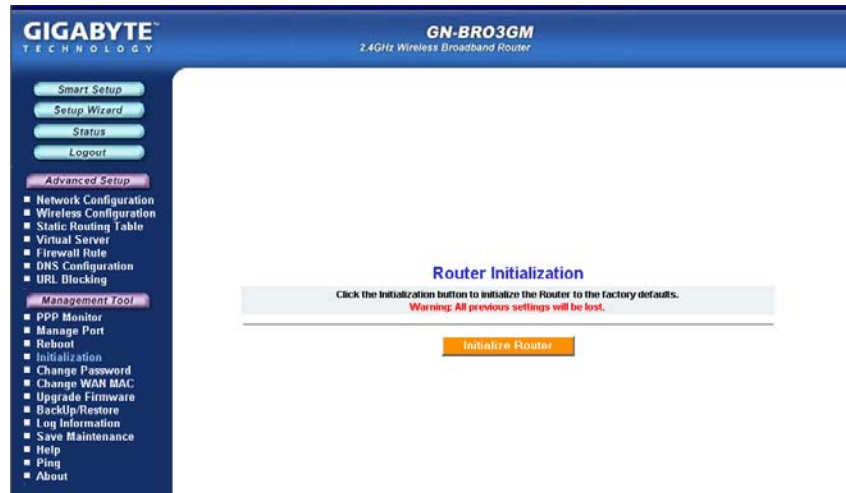 GIGABYTE™
TECHNOLOGY
GN-BRO3GM
2.4GHz Wireless Broadband Router
Smart Setup
Setup Wizard
Status
Logout
Advanced Setup
Network Configuration
Wireless Configuration
Static Routing Table
Virtual Server
Firewall Rule
DNS Configuration
URL Blocking
Management Tool
PPP Monitor
Manage Port
Reboot
Initialization
Change Password
Change WAN MAC
Upgrade Firmware
BackUp/Restore
Log Information
Save Maintenance
Help
Ping
About
Router Initialization
Click the Initialization button to initialize the Router to the factory defaults.
Warning: All previous settings will be lost.
Initialize Router